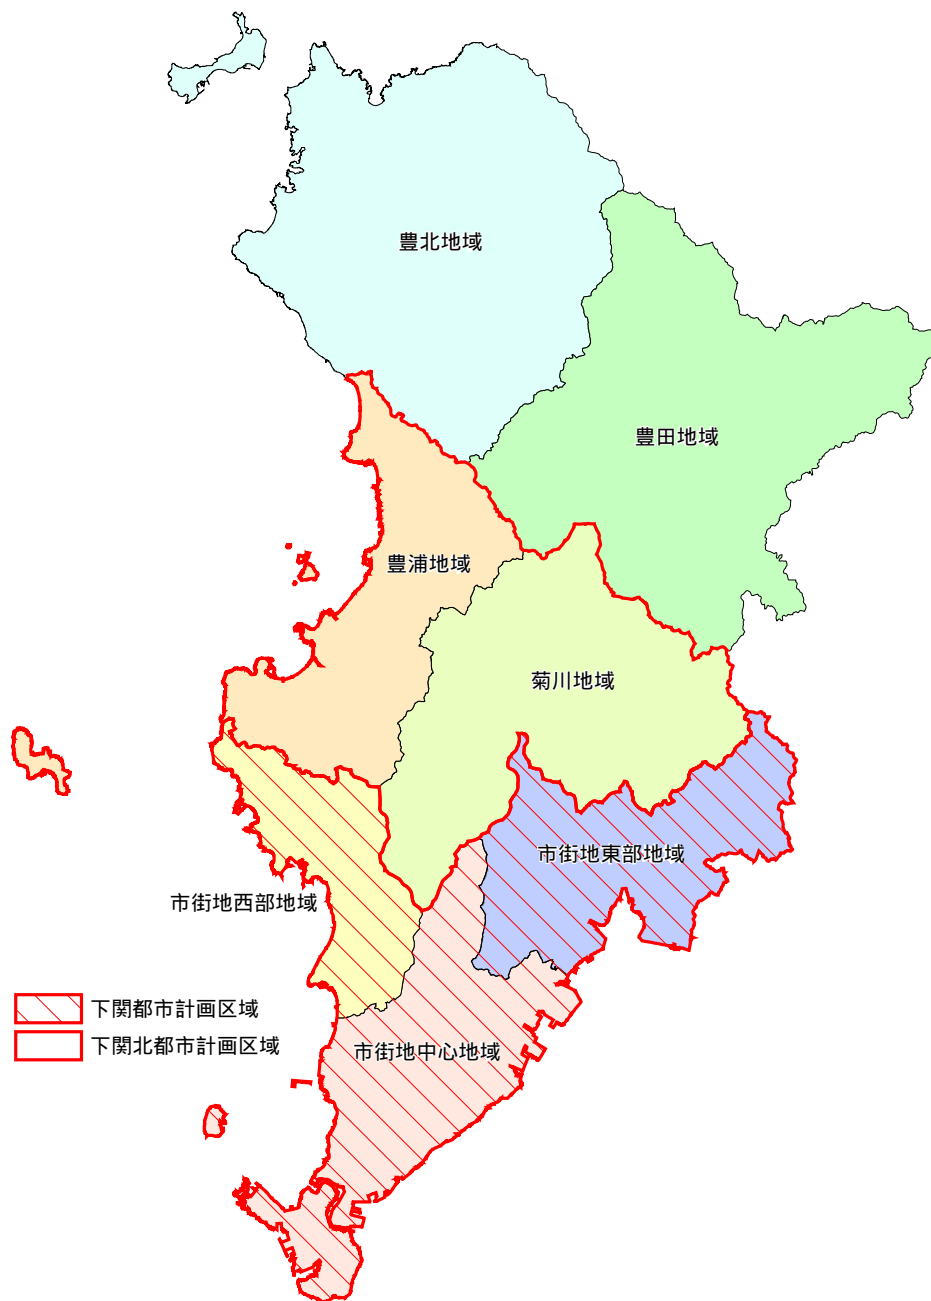 豊北地域
豊田地域
豊浦地域
菊川地域
市街地東部地域
市街地西部地域
下関都市計画区域
下関北都市計画区域
市街地中心地域